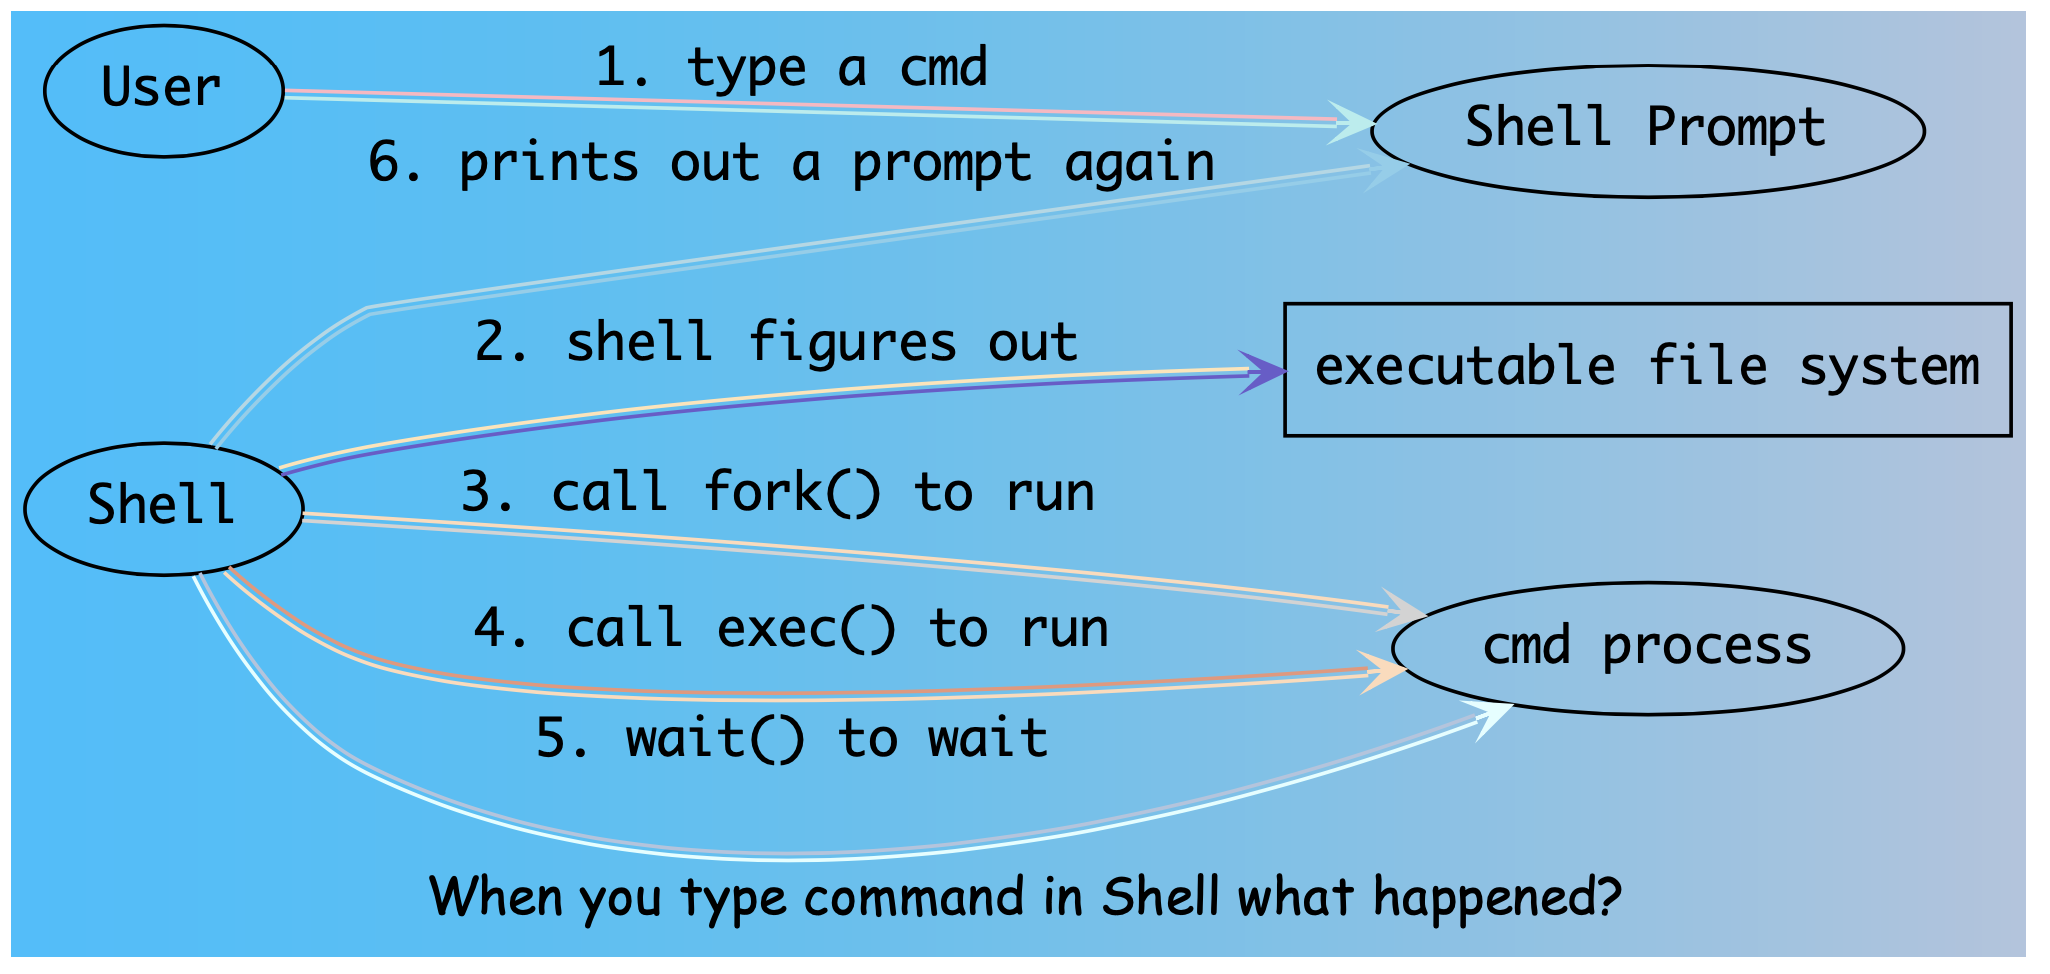 User
1. type a cmd
Shell Prompt
6. prints out a prompt again
2. shell figures out
executable file system
Shell
3. call fork() to run
4. call exec() to run
cmd process
5. wait() to wait
When you type command in Shell what happened?